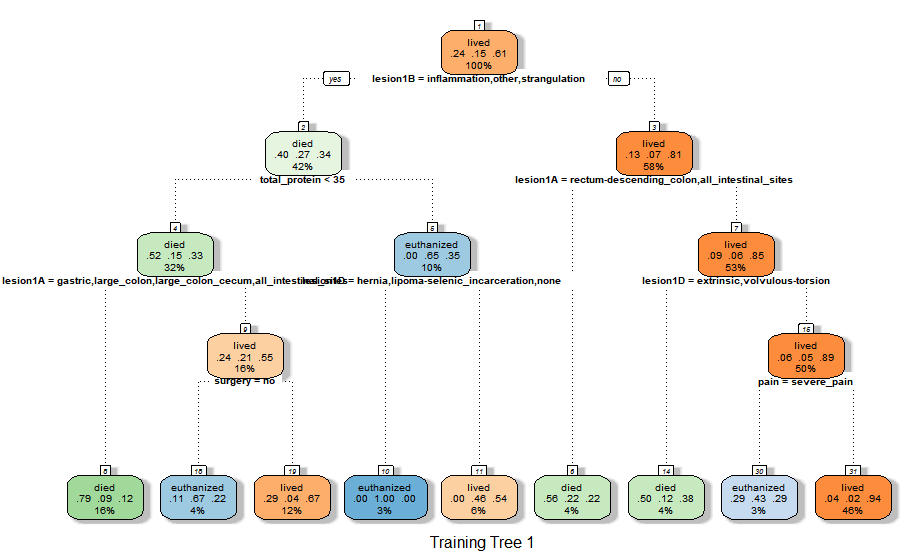 1
lived
.24 .15 .61
100%
yes
lesion1B = inflammation,other,strangulation
no
2
died
.40 .27 .34
42%
3
lived
.13 .07 .81
58%
total_protein < 35
lesion1A = rectum-descending_colon,all_intestinal_sites
4
died
.52 .15 .33
32%
5
euthanized
.00 .65 .35
10%
7
lived
.09 .06 .85
53%
lesion1A = gastric,large_colon,large_colon_cecum,all_intestinal_sites
= hernia,lipoma-selenic_incarceration,none
lesion1D = extrinsic,volvulous-torsion
9
lived
.24 .21 .55
16%
15
lived
.06 .05 .89
50%
surgery = no
pain = severe_pain
8
died
.79 .09 .12
16%
18
euthanized
.11 .67 .22
4%
19
lived
.29 .04 .67
12%
10
euthanized
.00 1.00 .00
3%
11
lived
.00 .46 .54
6%
6
died
.56 .22 .22
4%
14
died
.50 .12 .38
4%
30
euthanized
.29 .43 .29
3%
31
lived
.04 .02 .94
46%
Training Tree 1